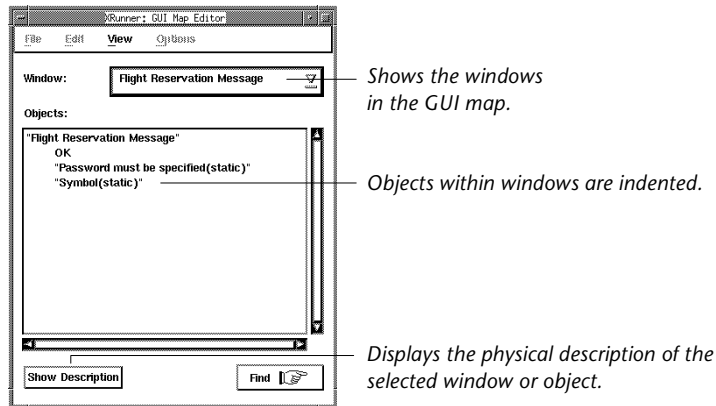 XRunner: GUI Map Editor
File Edit View Options
Window: Flight Reservation Message
Shows the windows
in the GUI map.
Objects:
"Flight Reservation Message"
OK
"Password must be specified(static)"
"Symbol(static)"
Objects within windows are indented.
Show Description Find
Displays the physical description of the
selected window or object.